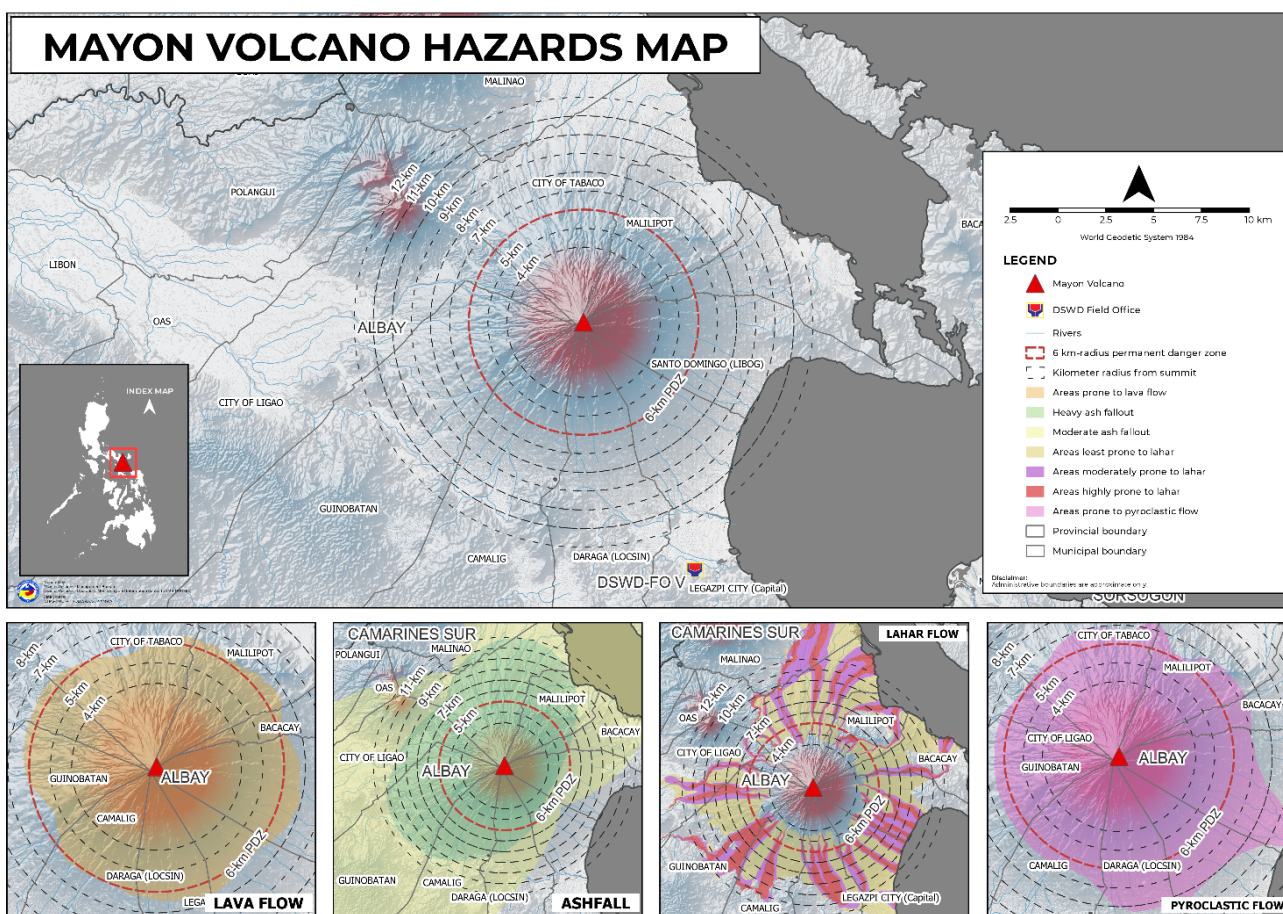 MAYON VOLCANO HAZARDS MAP
MALINAO
POLANGUI
12-km
11-km
10-km
9-km
8-km
7-km
5-km
4-km
CITY OF TABACO
MALILIPOT
LIBON
OAS
ALBAY
SANTO DOMINGO (LIBOG)
6-km PDZ
CITY OF LIGAO
GUINOBATAN
CAMALIG
DARAGA (LOCSIN)
DSWD-FO V
LEGAZPI CITY (Capital)
INDEX MAP
2.5 0 2.5 5 7.5 10 km
World Geodetic System 1984
LEGEND
Mayon Volcano
DSWD Field Office
Rivers
6 km-radius permanent danger zone
Kilometer radius from summit
Areas prone to lava flow
Heavy ash fallout
Moderate ash fallout
Areas least prone to lahar
Areas moderately prone to lahar
Areas highly prone to lahar
Areas prone to pyroclastic flow
Provincial boundary
Municipal boundary
Disclaimer:
Administrative boundaries are approximate only
SORSOGON
CITY OF TABACO
MALILIPOT
8-km
7-km
5-km
4-km
BACACAY
GUINOBATAN
ALBAY
CAMALIG
6-km PDZ
DARAGA (LOCSIN)
LEGA
LAVA FLOW
CAMARINES SUR
POLANGUI
MALINAO
OAS
11-km
9-km
7-km
5-km
MALILIPOT
BACACAY
CITY OF LIGAO
ALBAY
6-km PDZ
GUINOBATAN
CAMALIG
DARAGA (LOCSIN)
ASHFALL
CAMARINES SUR
LAHAR FLOW
MALINAO
OAS
12-km
10-km
7-km
4-km
MALILIPOT
CITY OF LIGAO
BACACAY
ALBAY
6-km PDZ
GUINOBATAN
LEGAZPI CITY (Capital)
CAMALIG
CITY OF TABACO
8-km
7-km
5-km
4-km
MALILIPOT
BACACAY
CITY OF LIGAO
GUINOBATAN
ALBAY
6-km PDZ
CAMALIG
DARAGA (LOCSIN)
PYROCLASTIC FLOW